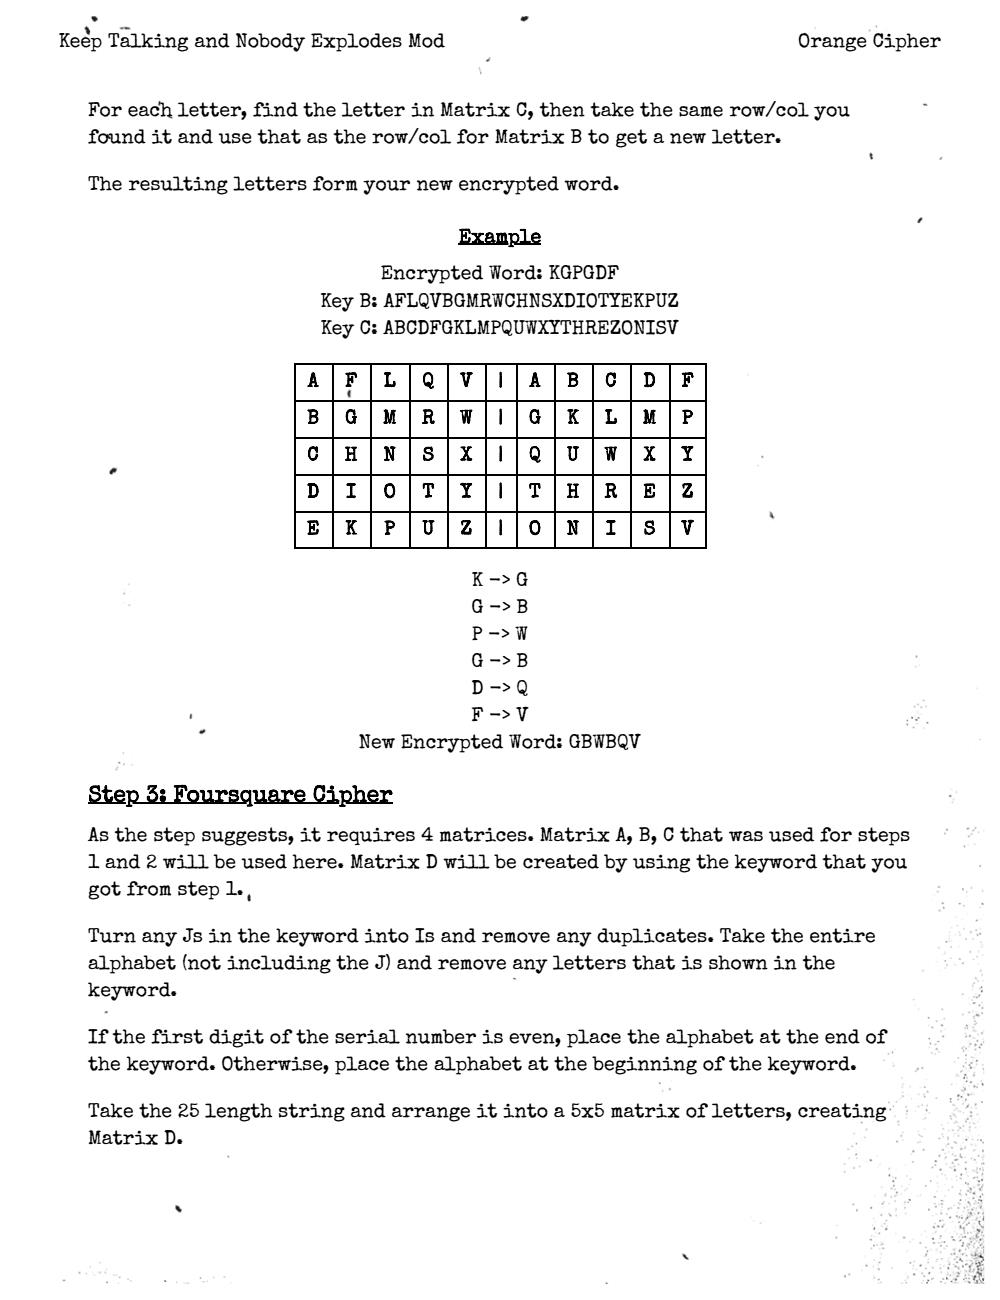 Keep Talking and Nobody Explodes Mod Orange Cipher
For each letter, find the letter in Matrix C, then take the same row/col you
found it and use that as the row/col for Matrix B to get a new letter.
The resulting letters form your new encrypted word.
Example
Encrypted Word: KGPGDF
Key B: AFLQVBGMRWCHNSXDIOTYEKPUZ
Key C: ABCDFGKLMPQUWXYTHREZONISV
A F L Q V | A B C D F
B G M R W | G K L M P
C H N S X | Q U W X Y
D I O T Y | T H R E Z
E K P U Z | O N I S V
K -> G
G -> B
P -> W
G -> B
D -> Q
F -> V
New Encrypted Word: GBWBQV
Step 3: Foursquare Cipher
As the step suggests, it requires 4 matrices. Matrix A, B, C that was used for steps
1 and 2 will be used here. Matrix D will be created by using the keyword that you
got from step 1.
Turn any Js in the keyword into Is and remove any duplicates. Take the entire
alphabet (not including the J) and remove any letters that is shown in the
keyword.
If the first digit of the serial number is even, place the alphabet at the end of
the keyword. Otherwise, place the alphabet at the beginning of the keyword.
Take the 25 length string and arrange it into a 5x5 matrix of letters, creating
Matrix D.